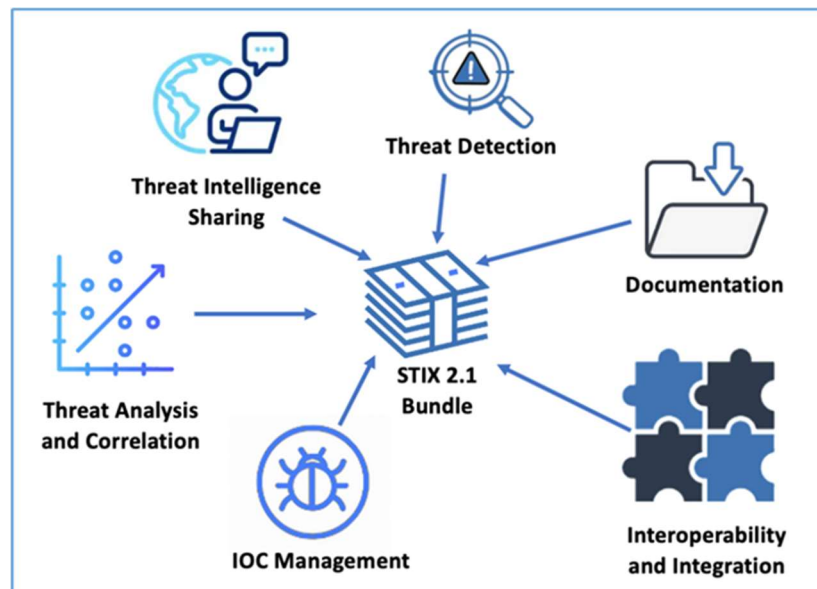 Threat Detection
Threat Intelligence
Sharing
Documentation
STIX 2.1
Bundle
Threat Analysis
and Correlation
IOC Management
Interoperability
and Integration